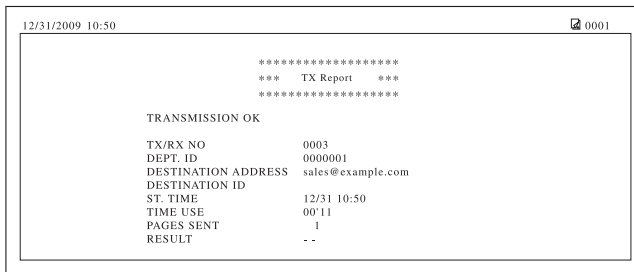 12/31/2009 10:50 0001
*******************
*** TX Report ***
*******************
TRANSMISSION OK
TX/RX NO 0003
DEPT. ID 0000001
DESTINATION ADDRESS sales@example.com
DESTINATION ID
ST. TIME 12/31 10:50
TIME USE 00'11
PAGES SENT 1
RESULT - -